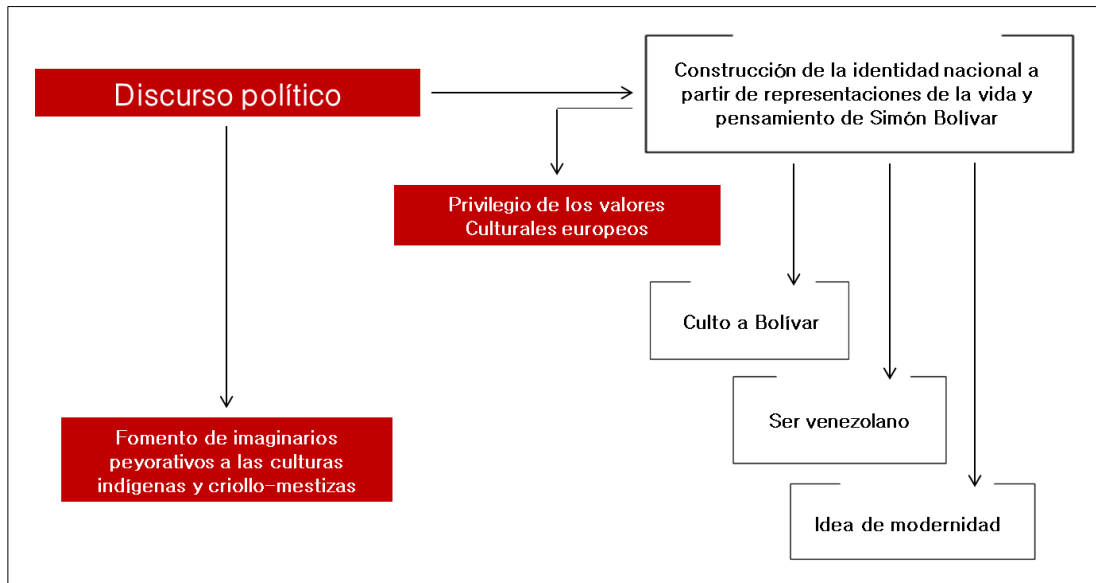 Discurso político
Construcción de la identidad nacional a
partir de representaciones de la vida y
pensamiento de Simón Bolívar
Privilegio de los valores
Culturales europeos
Culto a Bolívar
Ser venezolano
Fomento de imaginarios
peyorativos a las culturas
indígenas y criollo-mestizas
Idea de modernidad